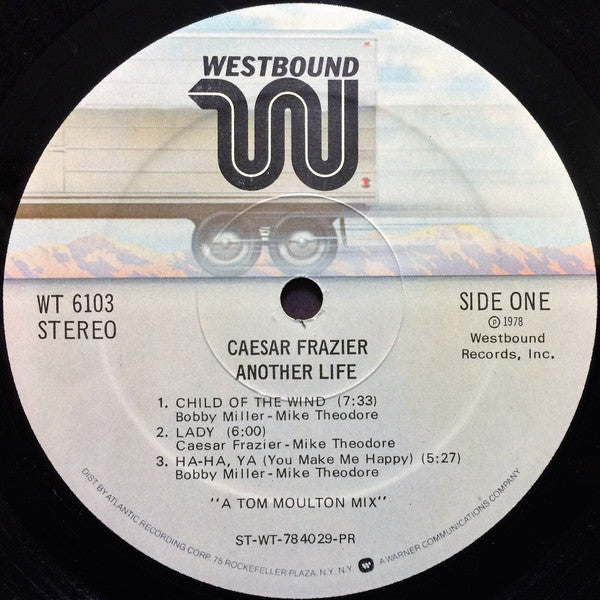 WESTBOUND
WT 6103
STEREO
SIDE ONE
℗ 1978
Westbound
Records, Inc.
CAESAR FRAZIER
ANOTHER LIFE
1. CHILD OF THE WIND (7:33)
Bobby Miller-Mike Theodore
2. LADY (6:00)
Caesar Frazier-Mike Theodore
3. HA-HA, YA (You Make Me Happy) (5:27)
Bobby Miller-Mike Theodore
"A TOM MOULTON MIX"
ST-WT-784029-PR
DIST. BY ATLANTIC RECORDING CORP. 75 ROCKEFELLER PLAZA, N.Y. N.Y. A WARNER COMMUNICATIONS COMPANY